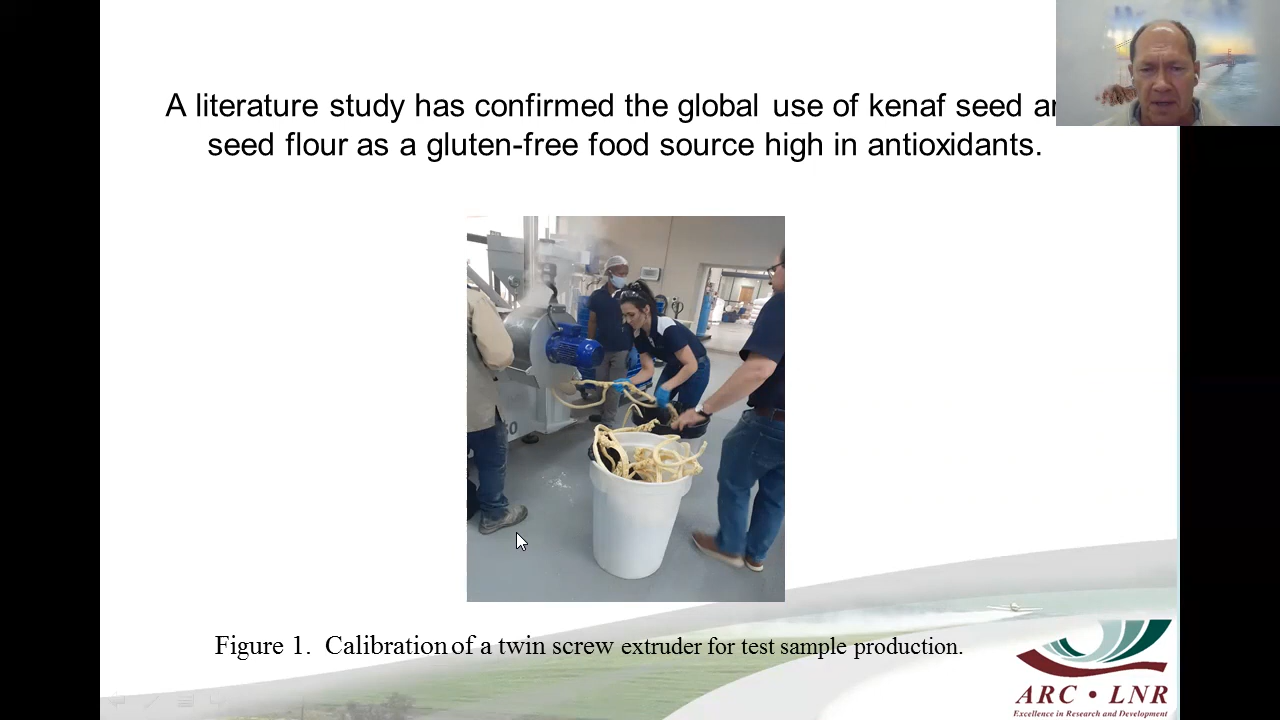 A literature study has confirmed the global use of kenaf seed
seed flour as a gluten-free food source high in antioxidants.
Figure 1.  Calibration of a twin screw extruder for test sample production.
ARC • LNR
Excellence in Research and Development